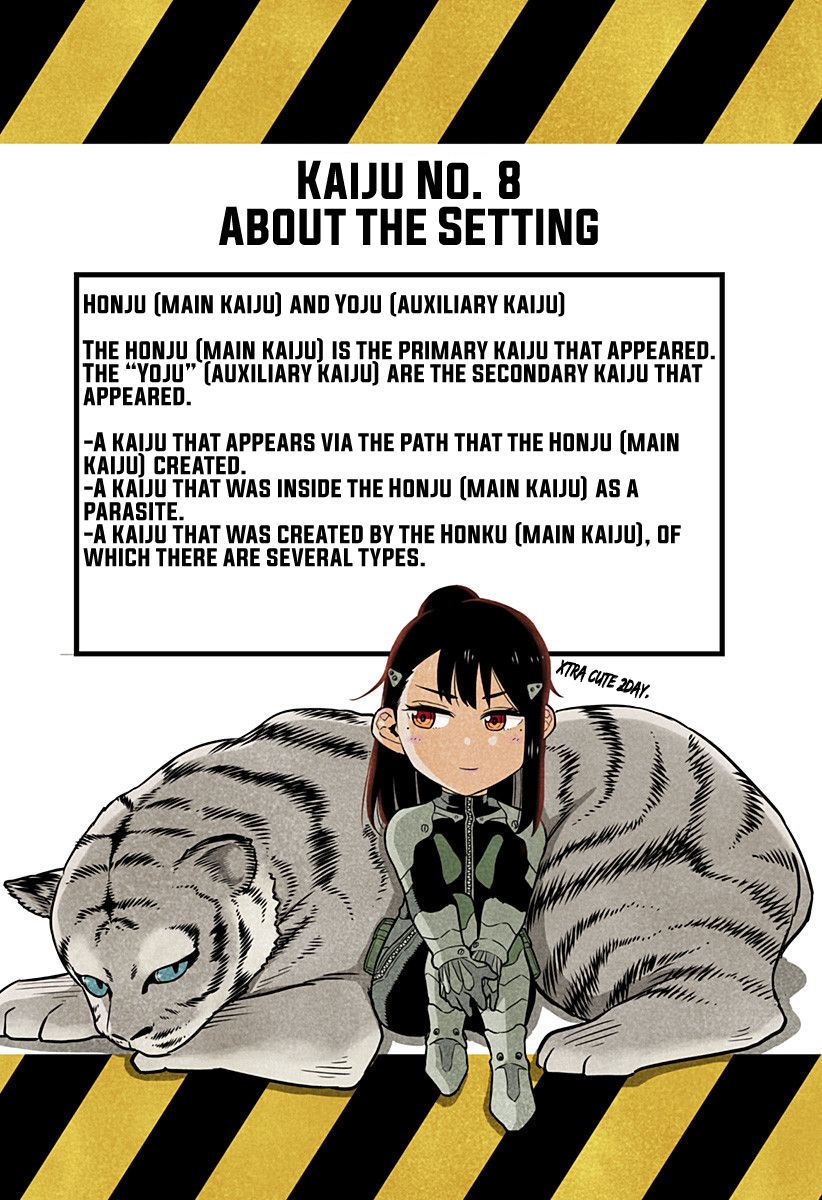 Kaiju No. 8
About the Setting
Honju (main kaiju) and Yoju (auxiliary kaiju)
The honju (main kaiju) is the primary kaiju that appeared.
The “Yoju” (auxiliary kaiju) are the secondary kaiju that
appeared.
-A kaiju that appears via the path that the Honju (main
kaiju) created.
-A kaiju that was inside the Honju (main kaiju) as a
parasite.
-A kaiju that was created by the Honku (main kaiju), of
which there are several types.
XTRA CUTE 2DAY.